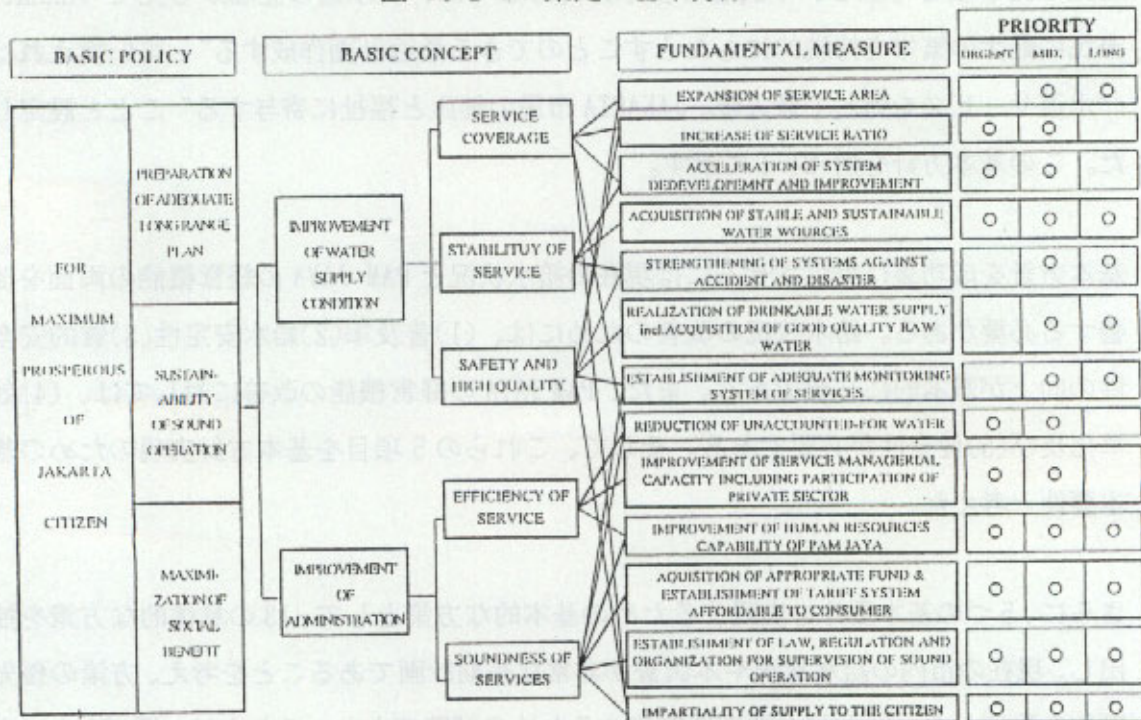 PRIORITY
BASIC POLICY
BASIC CONCEPT
FUNDAMENTAL MEASURE
URGENT
MID.
LONG
FOR
MAXIMUM
PROSPEROUS
OF
JAKARTA
CITIZEN
PREPARATION
OF ADEQUATE
LONG RANGE
PLAN
SUSTAIN-
ABILITY
OF SOUND
OPERATION
MAXIMI-
ZATION OF
SOCIAL
BENEFIT
IMPROVEMENT
OF WATER
SUPPLY
CONDITION
IMPROVEMENT
OF
ADMINISTRATION
SERVICE
COVERAGE
STABILITUY OF
SERVICE
SAFETY AND
HIGH QUALITY
EFFICIENCY OF
SERVICE
SOUNDNESS OF
SERVICES
EXPANSION OF SERVICE AREA
INCREASE OF SERVICE RATIO
ACCELERATION OF SYSTEM
DEDEVELOPEMNT AND IMPROVEMENT
ACQUISITION OF STABLE AND SUSTAINABLE
WATER WOURCES
STRENGTHENING OF SYSTEMS AGAINST
ACCIDENT AND DISASTER
REALIZATION OF DRINKABLE WATER SUPPLY
incl.ACQUISITION OF GOOD QUALITY RAW
WATER
ESTABLISHMENT OF ADEQUATE MONITORING
SYSTEM OF SERVICES
REDUCTION OF UNACCOUNTED-FOR WATER
IMPROVEMENT OF SERVICE MANAGERIAL
CAPACITY INCLUDING PARTICIPATION OF
PRIVATE SECTOR
IMPROVEMENT OF HUMAN RESOURCES
CAPABILITY OF PAM JAYA
AQUISITION OF APPROPRIATE FUND &
ESTABLISHMENT OF TARIFF SYSTEM
AFFORDABLE TO CONSUMER
ESTABLISHMENT OF LAW, REGULATION AND
ORGANIZATION FOR SUPERVISION OF SOUND
OPERATION
IMPARTIALITY OF SUPPLY TO THE CITIZEN